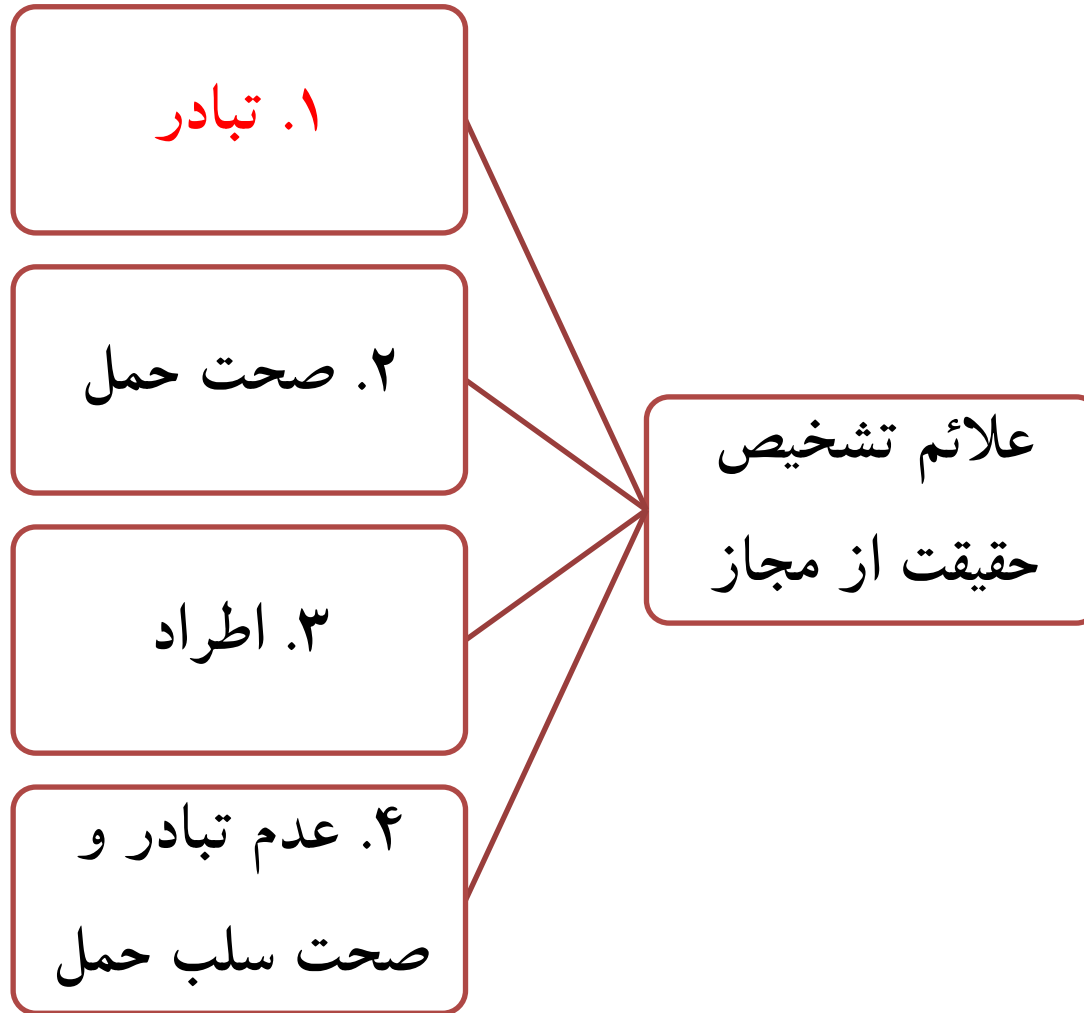 علائم تشخیص
حقیقت از مجاز
۱. تبادر
۲. صحت حمل
۳. اطراد
۴. عدم تبادر و
صحت سلب حمل